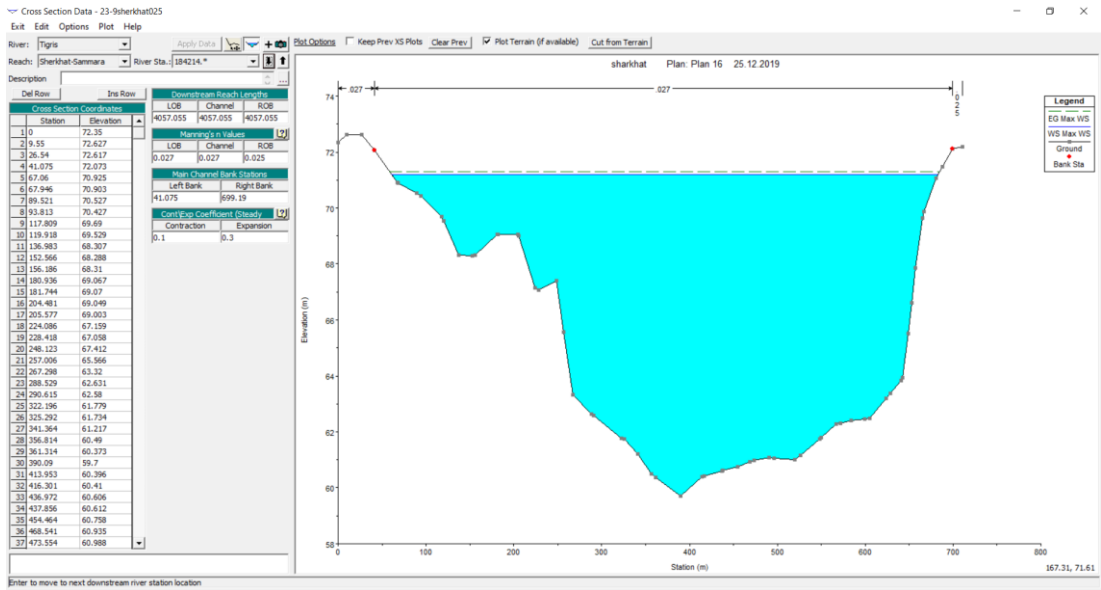 Cross Section Data - 23-9sherkhat025
Exit Edit Options Plot Help
River: Tigris Apply Data Plot Options Keep Prev XS Plots Clear Prev Plot Terrain (if available) Cut from Terrain
Reach: Sherkhat-Sammara River Sta.: 184214.*
Description ...
Del Row Ins Row
Cross Section Coordinates
Station Elevation
1 0 72.35
2 9.55 72.627
3 26.54 72.617
4 41.075 72.073
5 67.06 70.925
6 67.946 70.903
7 89.521 70.527
8 93.813 70.427
9 117.809 69.69
10 119.918 69.529
11 136.983 68.307
12 152.566 68.288
13 156.186 68.31
14 180.936 69.067
15 181.744 69.07
16 204.481 69.049
17 205.577 69.003
18 224.086 67.159
19 228.418 67.058
20 248.123 67.412
21 257.006 65.566
22 267.298 63.32
23 288.529 62.631
24 290.615 62.58
25 322.196 61.779
26 325.292 61.734
27 341.364 61.217
28 356.814 60.49
29 361.314 60.373
30 390.09 59.7
31 413.953 60.396
32 416.301 60.41
33 436.972 60.606
34 437.856 60.612
35 454.464 60.758
36 468.541 60.935
37 473.554 60.988
Downstream Reach Lengths
LOB Channel ROB
4057.055 4057.055 4057.055
Manning's n Values ?
LOB Channel ROB
0.027 0.027 0.025
Main Channel Bank Stations
Left Bank Right Bank
41.075 699.19
Cont\Exp Coefficient (Steady ?
Contraction Expansion
0.1 0.3
sharkhat Plan: Plan 16 25.12.2019
.027 .027 .025
Legend
EG Max WS
WS Max WS
Ground
Bank Sta
74
72
70
68
66
64
62
60
58
Elevation (m)
0 100 200 300 400 500 600 700 800
Station (m)
167.31, 71.61
Enter to move to next downstream river station location